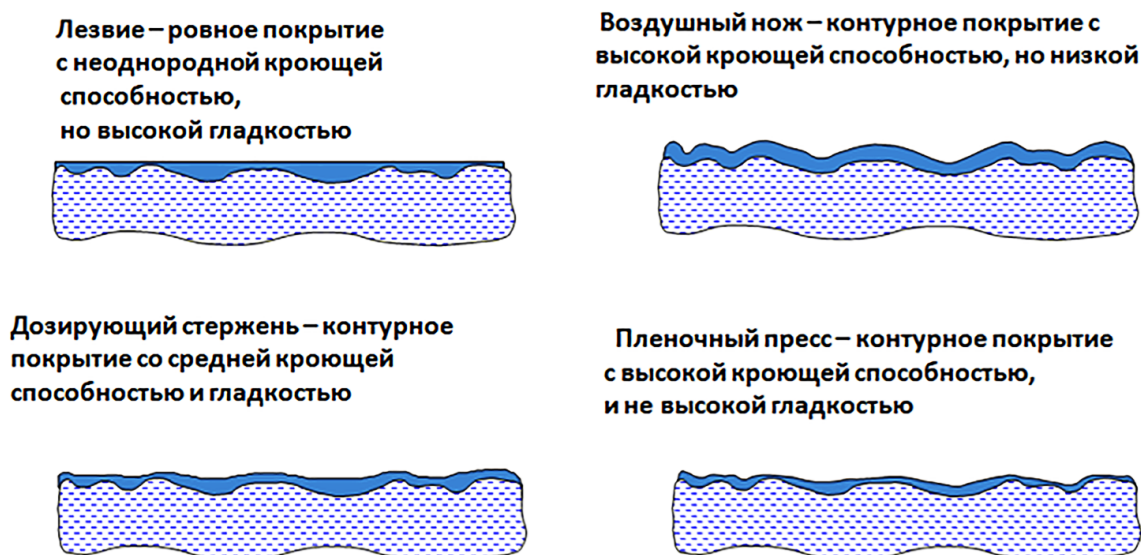 Лезвие – ровное покрытие
с неоднородной кроющей
способностью,
но высокой гладкостью
Воздушный нож – контурное покрытие с
высокой кроющей способностью, но низкой
гладкостью
Дозирующий стержень – контурное
покрытие со средней кроющей
способностью и гладкостью
Пленочный пресс – контурное покрытие
с высокой кроющей способностью,
и не высокой гладкостью